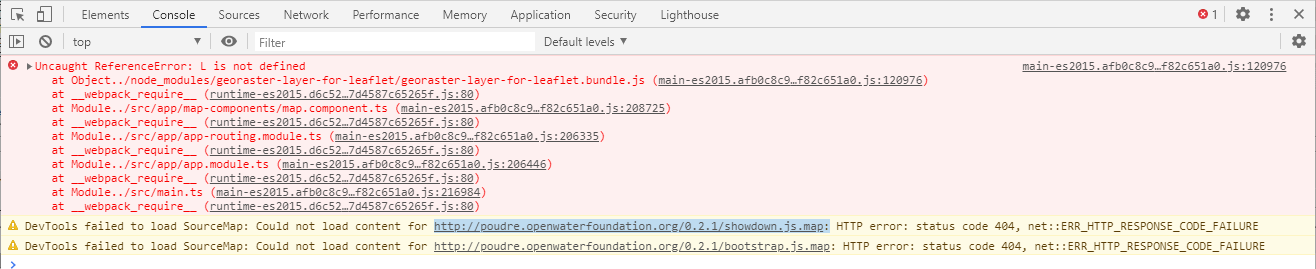 Elements Console Sources Network Performance Memory Application Security Lighthouse 1
top Filter Default levels
Uncaught ReferenceError: L is not defined main-es2015.afb0c8c9…f82c651a0.js:120976
at Object../node_modules/georaster-layer-for-leaflet/georaster-layer-for-leaflet.bundle.js (main-es2015.afb0c8c9…f82c651a0.js:120976)
at __webpack_require__ (runtime-es2015.d6c52…7d4587c65265f.js:80)
at Module../src/app/map-components/map.component.ts (main-es2015.afb0c8c9…f82c651a0.js:208725)
at __webpack_require__ (runtime-es2015.d6c52…7d4587c65265f.js:80)
at Module../src/app/app-routing.module.ts (main-es2015.afb0c8c9…f82c651a0.js:206335)
at __webpack_require__ (runtime-es2015.d6c52…7d4587c65265f.js:80)
at Module../src/app/app.module.ts (main-es2015.afb0c8c9…f82c651a0.js:206446)
at __webpack_require__ (runtime-es2015.d6c52…7d4587c65265f.js:80)
at Module../src/main.ts (main-es2015.afb0c8c9…f82c651a0.js:216984)
at __webpack_require__ (runtime-es2015.d6c52…7d4587c65265f.js:80)
DevTools failed to load SourceMap: Could not load content for http://poudre.openwaterfoundation.org/0.2.1/showdown.js.map: HTTP error: status code 404, net::ERR_HTTP_RESPONSE_CODE_FAILURE
DevTools failed to load SourceMap: Could not load content for http://poudre.openwaterfoundation.org/0.2.1/bootstrap.js.map: HTTP error: status code 404, net::ERR_HTTP_RESPONSE_CODE_FAILURE